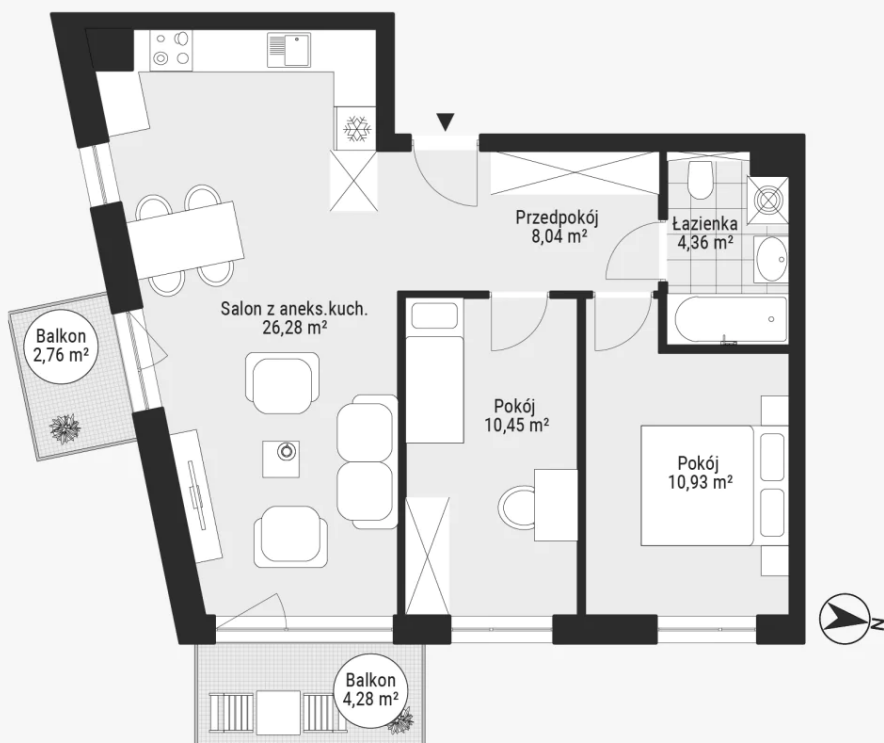 Przedpokój
8,04 m²
Łazienka
4,36 m²
Salon z aneks.kuch.
26,28 m²
Balkon
2,76 m²
Pokój
10,45 m²
Pokój
10,93 m²
N
Balkon
4,28 m²